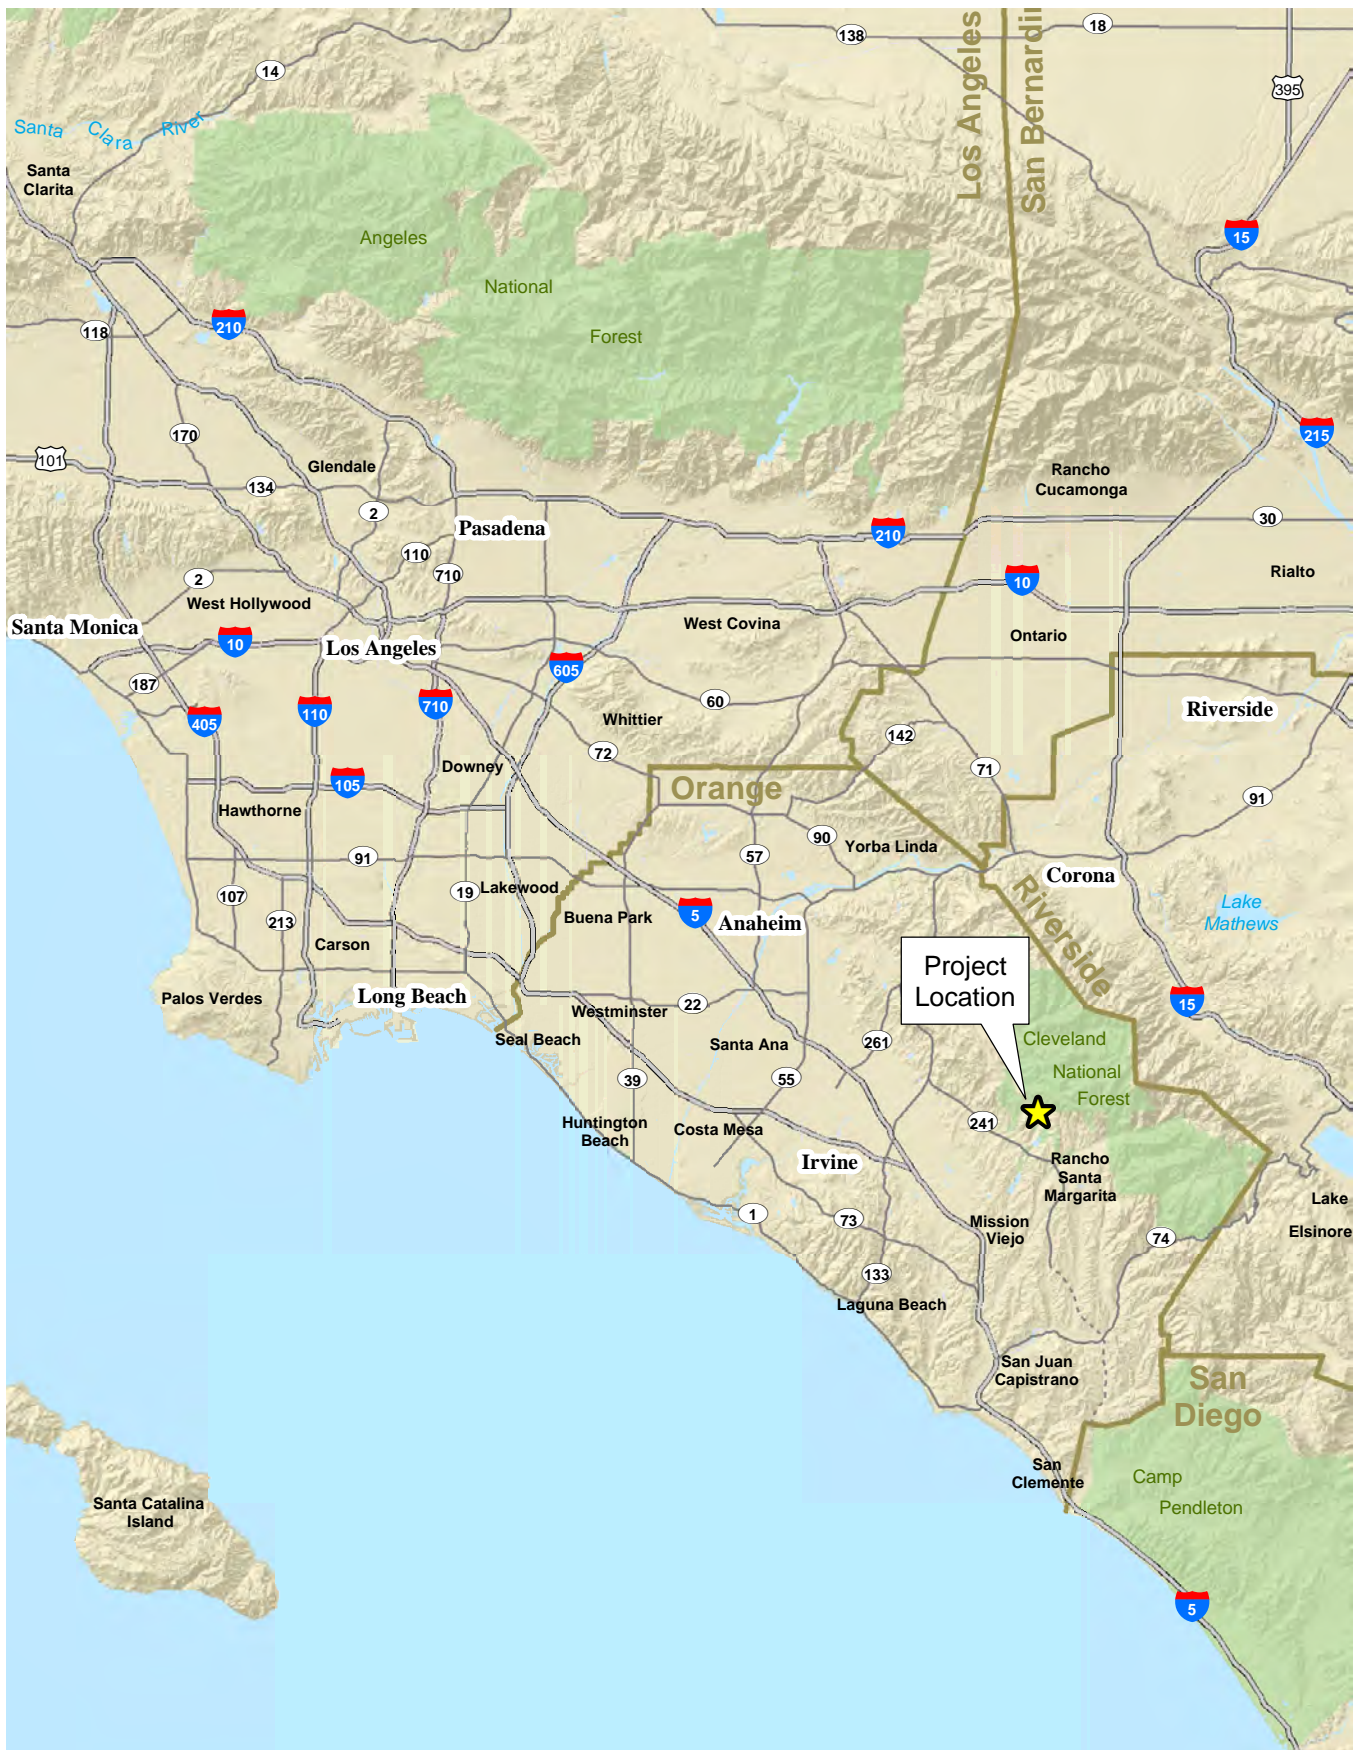 138
18
Los Angeles
San Bernardin
14
395
Santa Clara River
Santa
Clarita
15
Angeles
National
Forest
210
118
170
215
101
Glendale
134
Rancho
Cucamonga
2
Pasadena
210
30
110
710
2
10
Rialto
West Hollywood
Santa Monica
10
Los Angeles
West Covina
Ontario
605
187
60
Riverside
405
110
710
Whittier
142
72
Downey
71
105
Orange
91
Hawthorne
90
Yorba Linda
57
91
Corona
107
19
Lakewood
Riverside
213
Buena Park
5
Anaheim
Lake
Mathews
Carson
Project
Location
Palos Verdes
Long Beach
22
15
Westminster
Seal Beach
Santa Ana
261
Cleveland
National
Forest
39
55
241
Huntington
Beach
Costa Mesa
Irvine
Rancho
Santa
Margarita
Lake
Elsinore
1
73
Mission
Viejo
74
133
Laguna Beach
San Juan
Capistrano
San
Diego
San
Clemente
Camp
Pendleton
Santa Catalina
Island
5